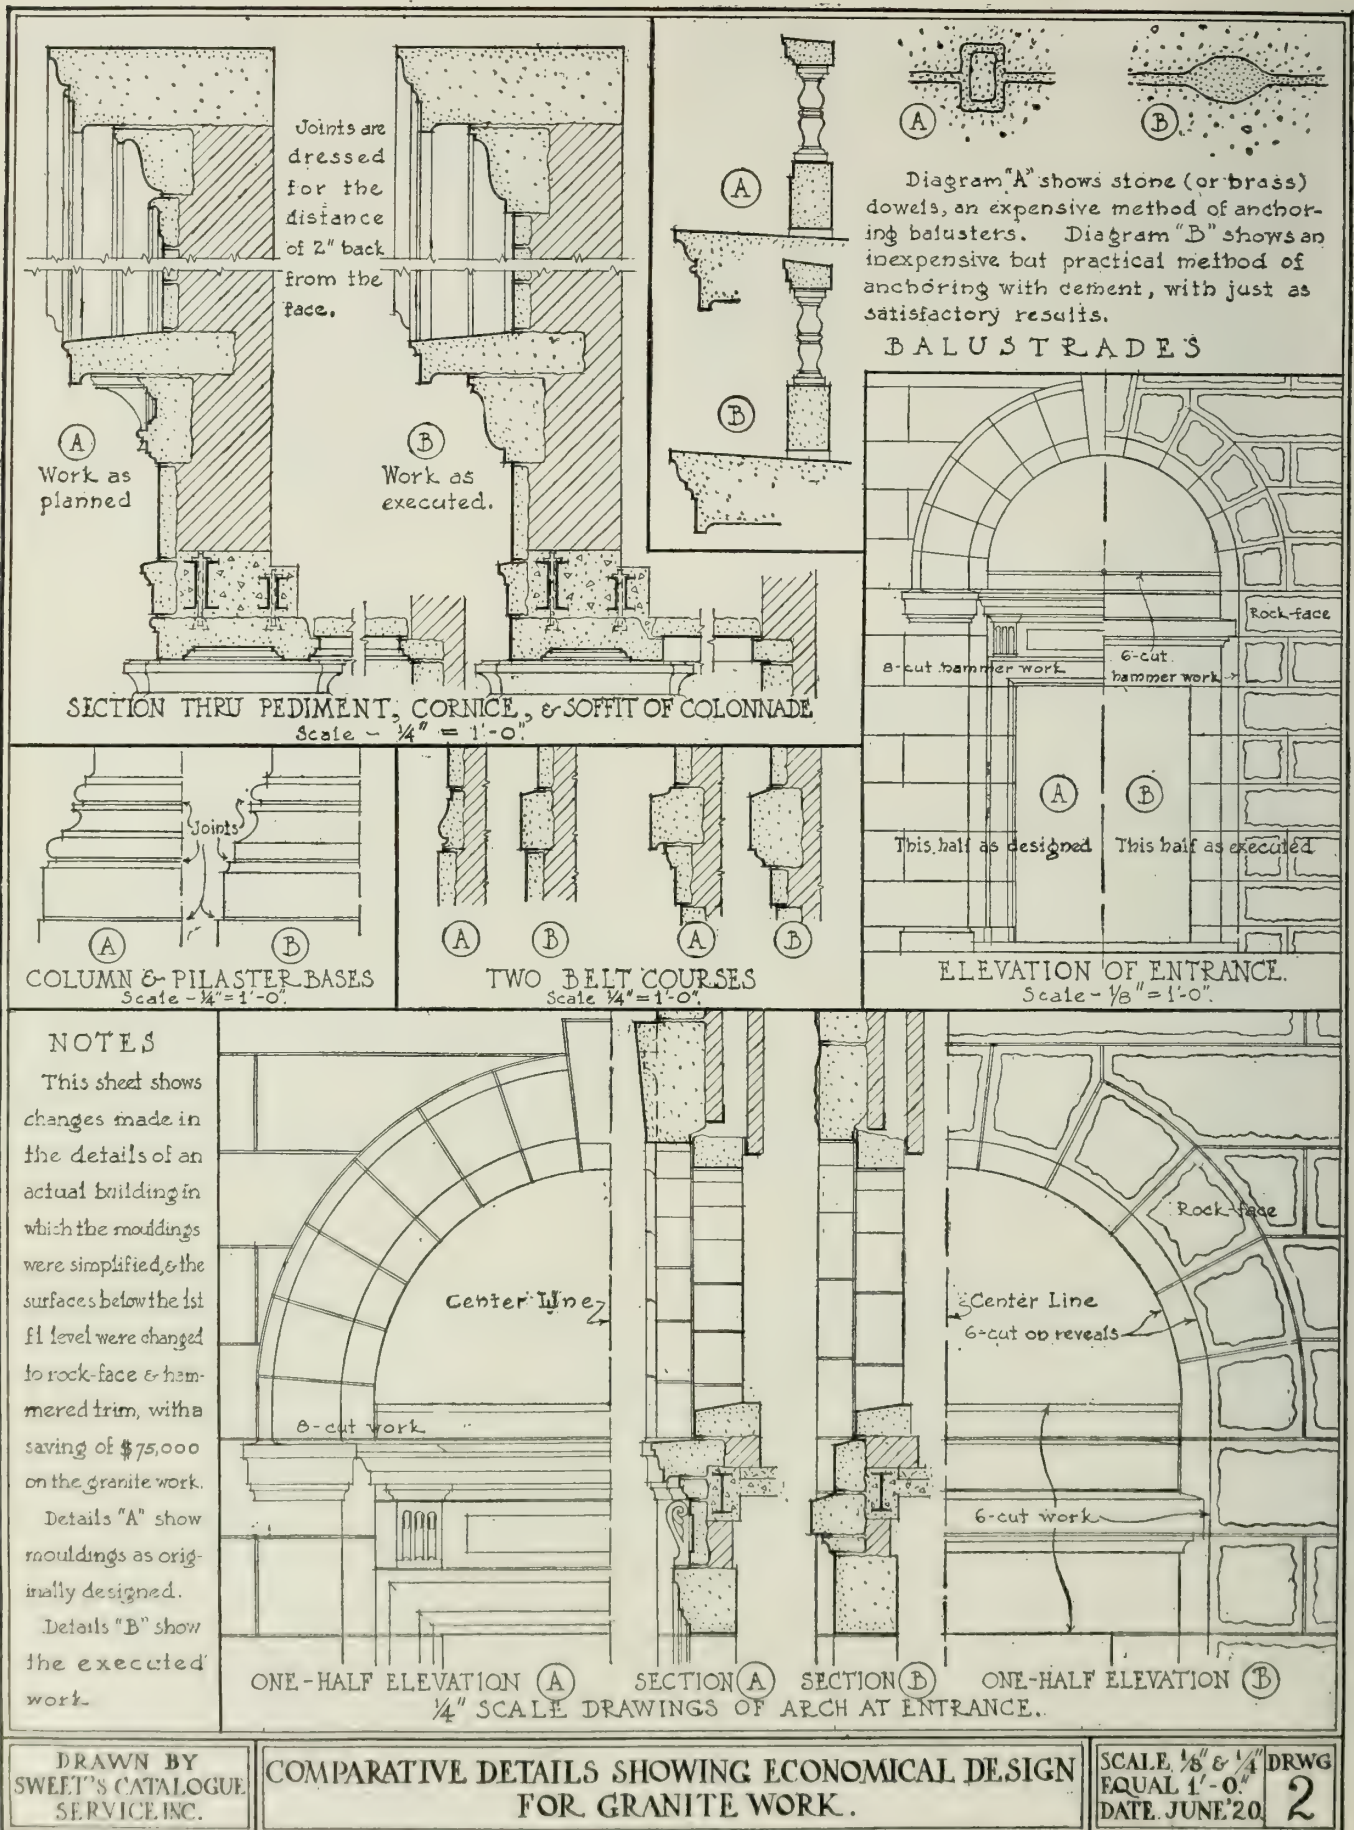 Joints are
dressed
for the
distance
of 2" back
from the
face.
A
Work as
planned
B
Work as
executed.
SECTION THRU PEDIMENT, CORNICE, & SOFFIT OF COLONNADE
Scale - 1/4" = 1'-0".
A
B
A
B
Diagram "A" shows stone (or brass)
dowels, an expensive method of anchor-
ing balusters. Diagram "B" shows an
inexpensive but practical method of
anchoring with cement, with just as
satisfactory results.
BALUSTRADES
Rock-face
8-cut hammer work
6-cut
hammer work
A
B
This half as designed
This half as executed
ELEVATION OF ENTRANCE.
Scale - 1/8" = 1'-0".
Joints
A
B
COLUMN & PILASTER BASES
Scale - 1/4" = 1'-0".
A
B
A
B
TWO BELT COURSES
Scale 1/4" = 1'-0".
NOTES
This sheet shows
changes made in
the details of an
actual building in
which the mouldings
were simplified, & the
surfaces below the 1st
fl level were changed
to rock-face & ham-
mered trim, with a
saving of $75,000
on the granite work.
Details "A" show
mouldings as orig-
inally designed.
Details "B" show
the executed
work.
Center Line
8-cut work
Rock-face
Center Line
6-cut on reveals
6-cut work
ONE-HALF ELEVATION A
SECTION A
SECTION B
ONE-HALF ELEVATION B
1/4" SCALE DRAWINGS OF ARCH AT ENTRANCE.
DRAWN BY
SWEET'S CATALOGUE
SERVICE INC.
COMPARATIVE DETAILS SHOWING ECONOMICAL DESIGN
FOR GRANITE WORK.
SCALE 1/8" & 1/4"
EQUAL 1'-0".
DATE. JUNE '20
DRWG
2